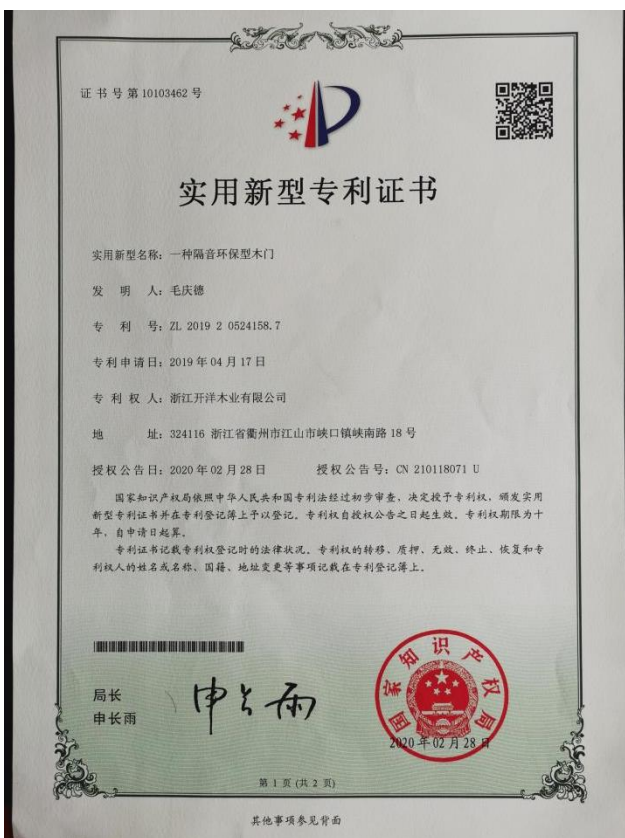 证书号第10103462号
实用新型专利证书
实用新型名称：一种隔音环保型木门
发明人：毛庆德
专利号：ZL 2019 2 0524158.7
专利申请日：2019年04月17日
专利权人：浙江开洋木业有限公司
地址：324116 浙江省衢州市江山市峡口镇峡南路18号
授权公告日：2020年02月28日 授权公告号：CN 210118071 U
国家知识产权局依照中华人民共和国专利法经过初步审查，决定授予专利权，颁发实用
新型专利证书并在专利登记簿上予以登记。专利权自授权公告之日起生效。专利权期限为十
年，自申请日起算。
专利证书记载专利权登记时的法律状况。专利权的转移、质押、无效、终止、恢复和专
利权人的姓名或名称、国籍、地址变更等事项记载在专利登记簿上。
局长
申长雨
申长雨
国家知识产权局
2020年02月28日
第 1 页 (共 2 页)
其他事项参见背面